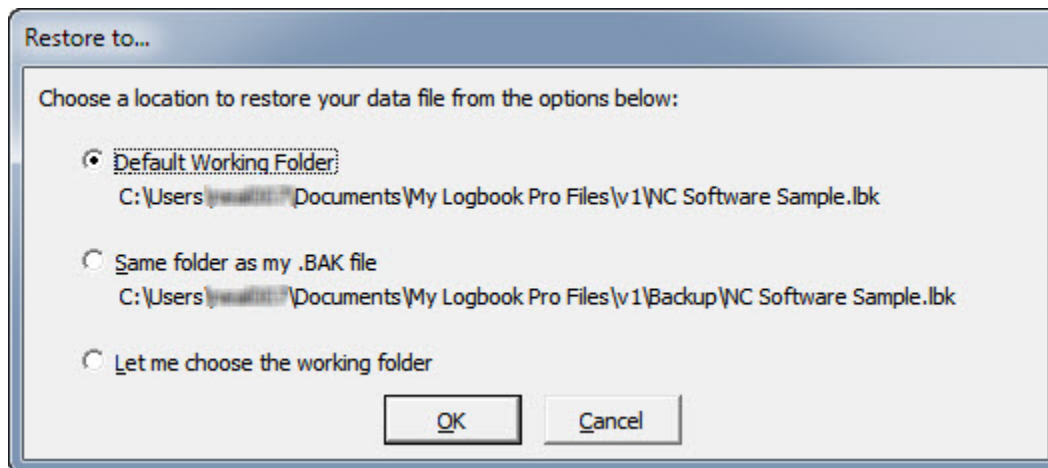 Restore to...
Choose a location to restore your data file from the options below:
Default Working Folder
C:\Users\ \Documents\My Logbook Pro Files\v1\NC Software Sample.lbk
Same folder as my .BAK file
C:\Users\ \Documents\My Logbook Pro Files\v1\Backup\NC Software Sample.lbk
Let me choose the working folder
OK Cancel